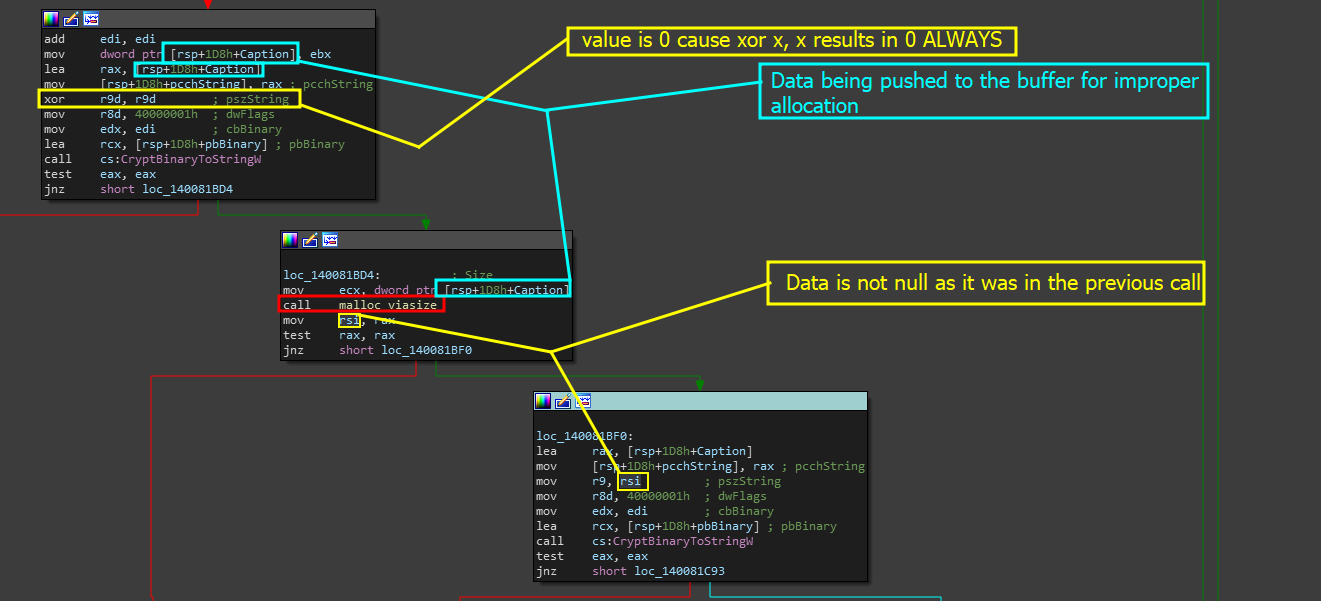 add edi, edi
mov dword ptr [rsp+1D8h+Caption], ebx
lea rax, [rsp+1D8h+Caption]
mov [rsp+1D8h+pcchString], rax ; pcchString
xor r9d, r9d ; pszString
mov r8d, 40000001h ; dwFlags
mov edx, edi ; cbBinary
lea rcx, [rsp+1D8h+pbBinary] ; pbBinary
call cs:CryptBinaryToStringW
test eax, eax
jnz short loc_140081BD4
value is 0 cause xor x, x results in 0 ALWAYS
Data being pushed to the buffer for improper
allocation
loc_140081BD4: ; Size
mov ecx, dword ptr [rsp+1D8h+Caption]
call malloc_viasize
mov rsi, rax
test rax, rax
jnz short loc_140081BF0
Data is not null as it was in the previous call
loc_140081BF0:
lea rax, [rsp+1D8h+Caption]
mov [rsp+1D8h+pcchString], rax ; pcchString
mov r9, rsi ; pszString
mov r8d, 40000001h ; dwFlags
mov edx, edi ; cbBinary
lea rcx, [rsp+1D8h+pbBinary] ; pbBinary
call cs:CryptBinaryToStringW
test eax, eax
jnz short loc_140081C93